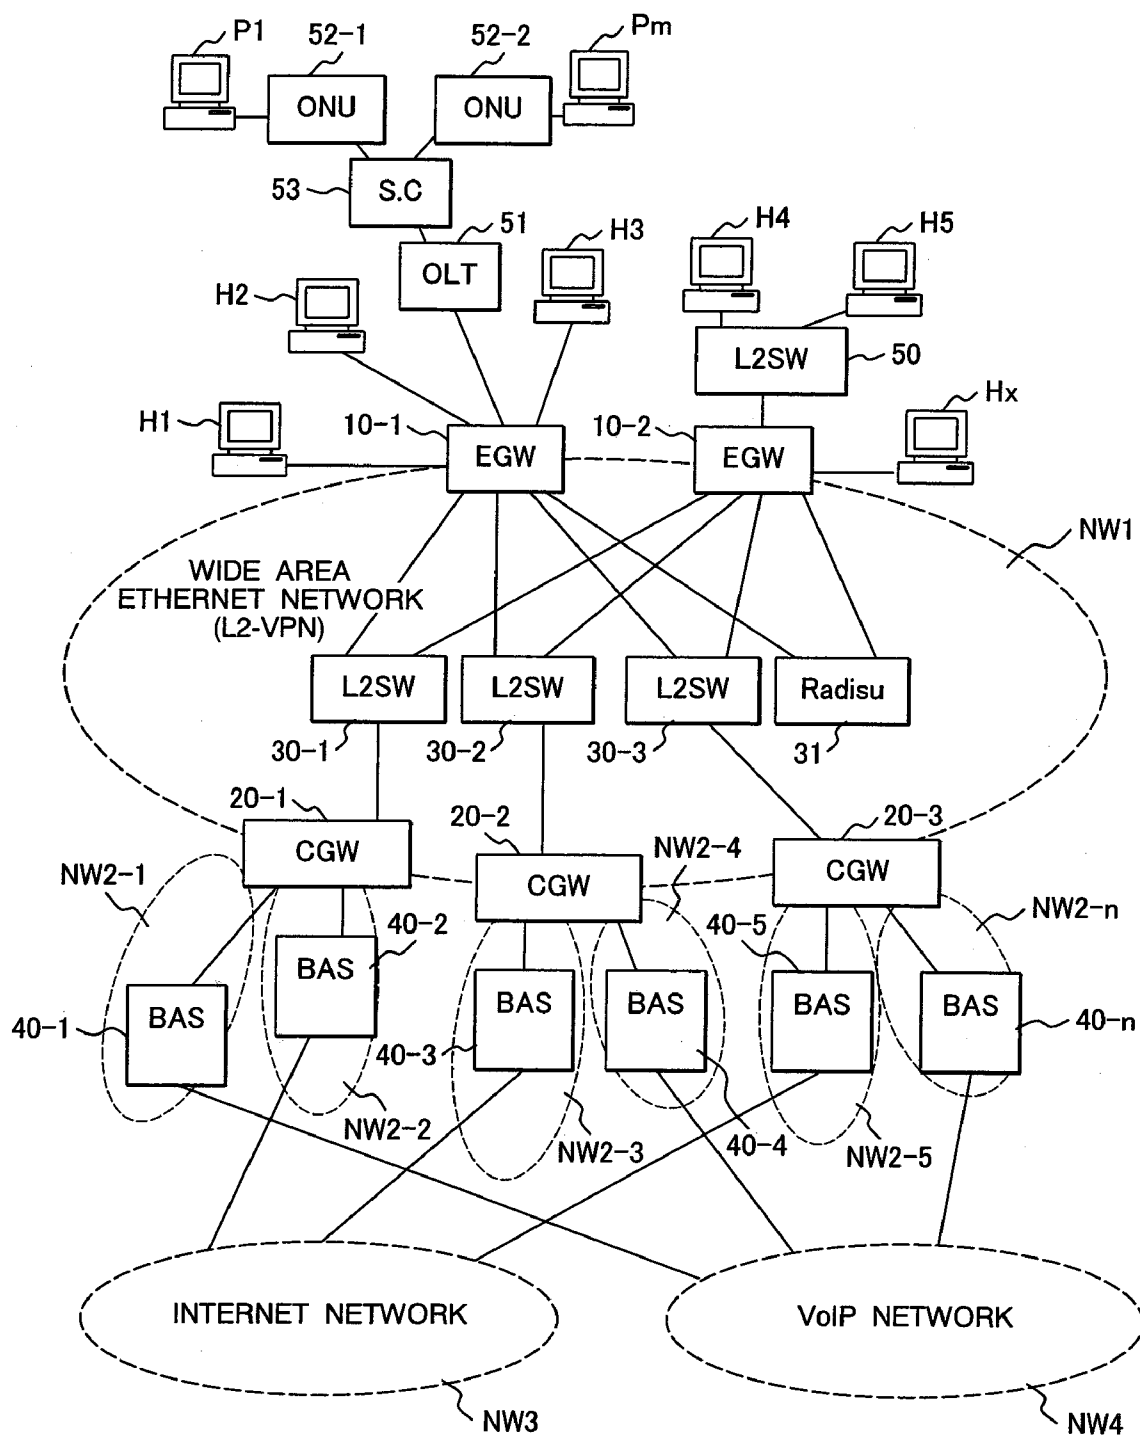 P1
52-1
52-2
Pm
ONU
ONU
53
S.C
51
H3
H4
H5
OLT
H2
L2SW
50
H1
10-1
10-2
Hx
EGW
EGW
NW1
WIDE AREA
ETHERNET NETWORK
(L2-VPN)
L2SW
L2SW
L2SW
Radisu
30-1
30-2
30-3
31
20-1
20-2
20-3
CGW
CGW
CGW
NW2-1
NW2-4
NW2-n
40-2
40-5
BAS
BAS
BAS
BAS
BAS
BAS
40-1
40-3
40-n
NW2-2
NW2-3
40-4
NW2-5
INTERNET NETWORK
VoIP NETWORK
NW3
NW4